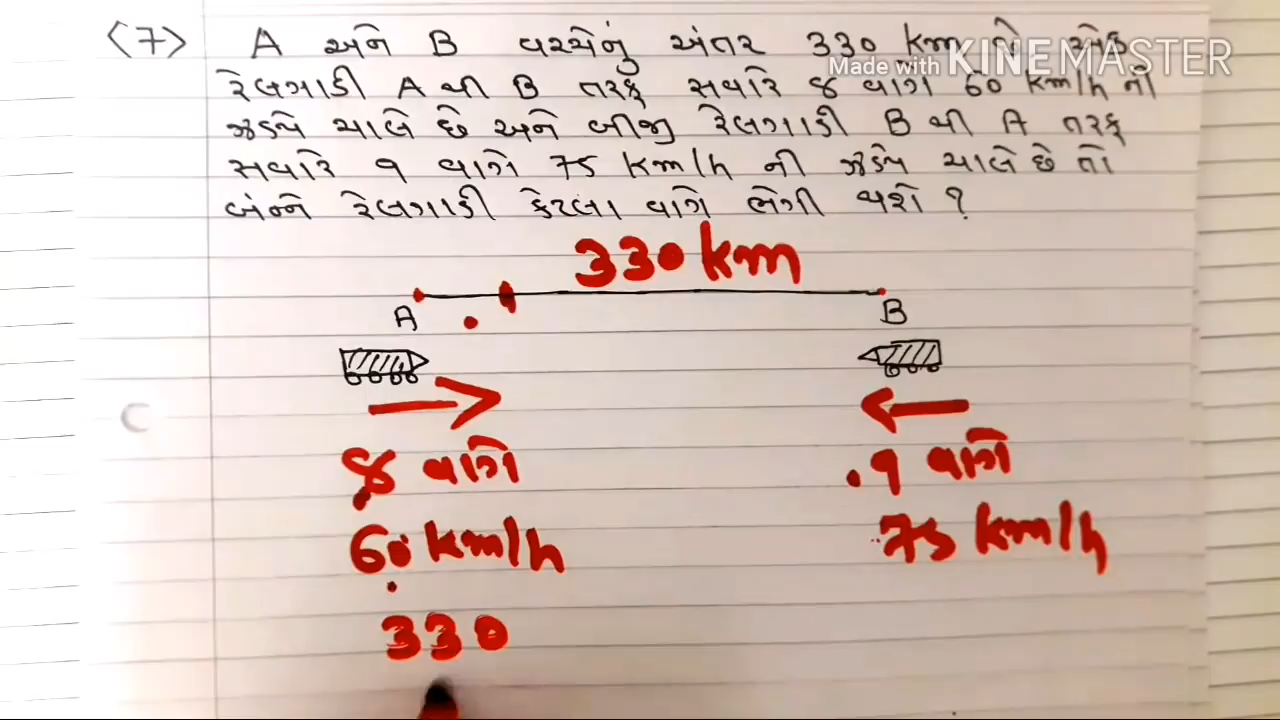 <7> A અને B વચ્ચેનું અંતર 330 km
Made with KINEMASTER
રેલગાડી A થી B તરફ સવારે 8 વાગે 60 km/h ની
ઝડપે ચાલે છે અને બીજી રેલગાડી B થી A તરફ
સવારે 9 વાગે 75 km/h ની ઝડપે ચાલે છે તો
બંન્ને રેલગાડી કેટલા વાગે ભેગી થશે ?
330 km
A B
8 વાગે .9 વાગે
60 km/h 75 km/h
330